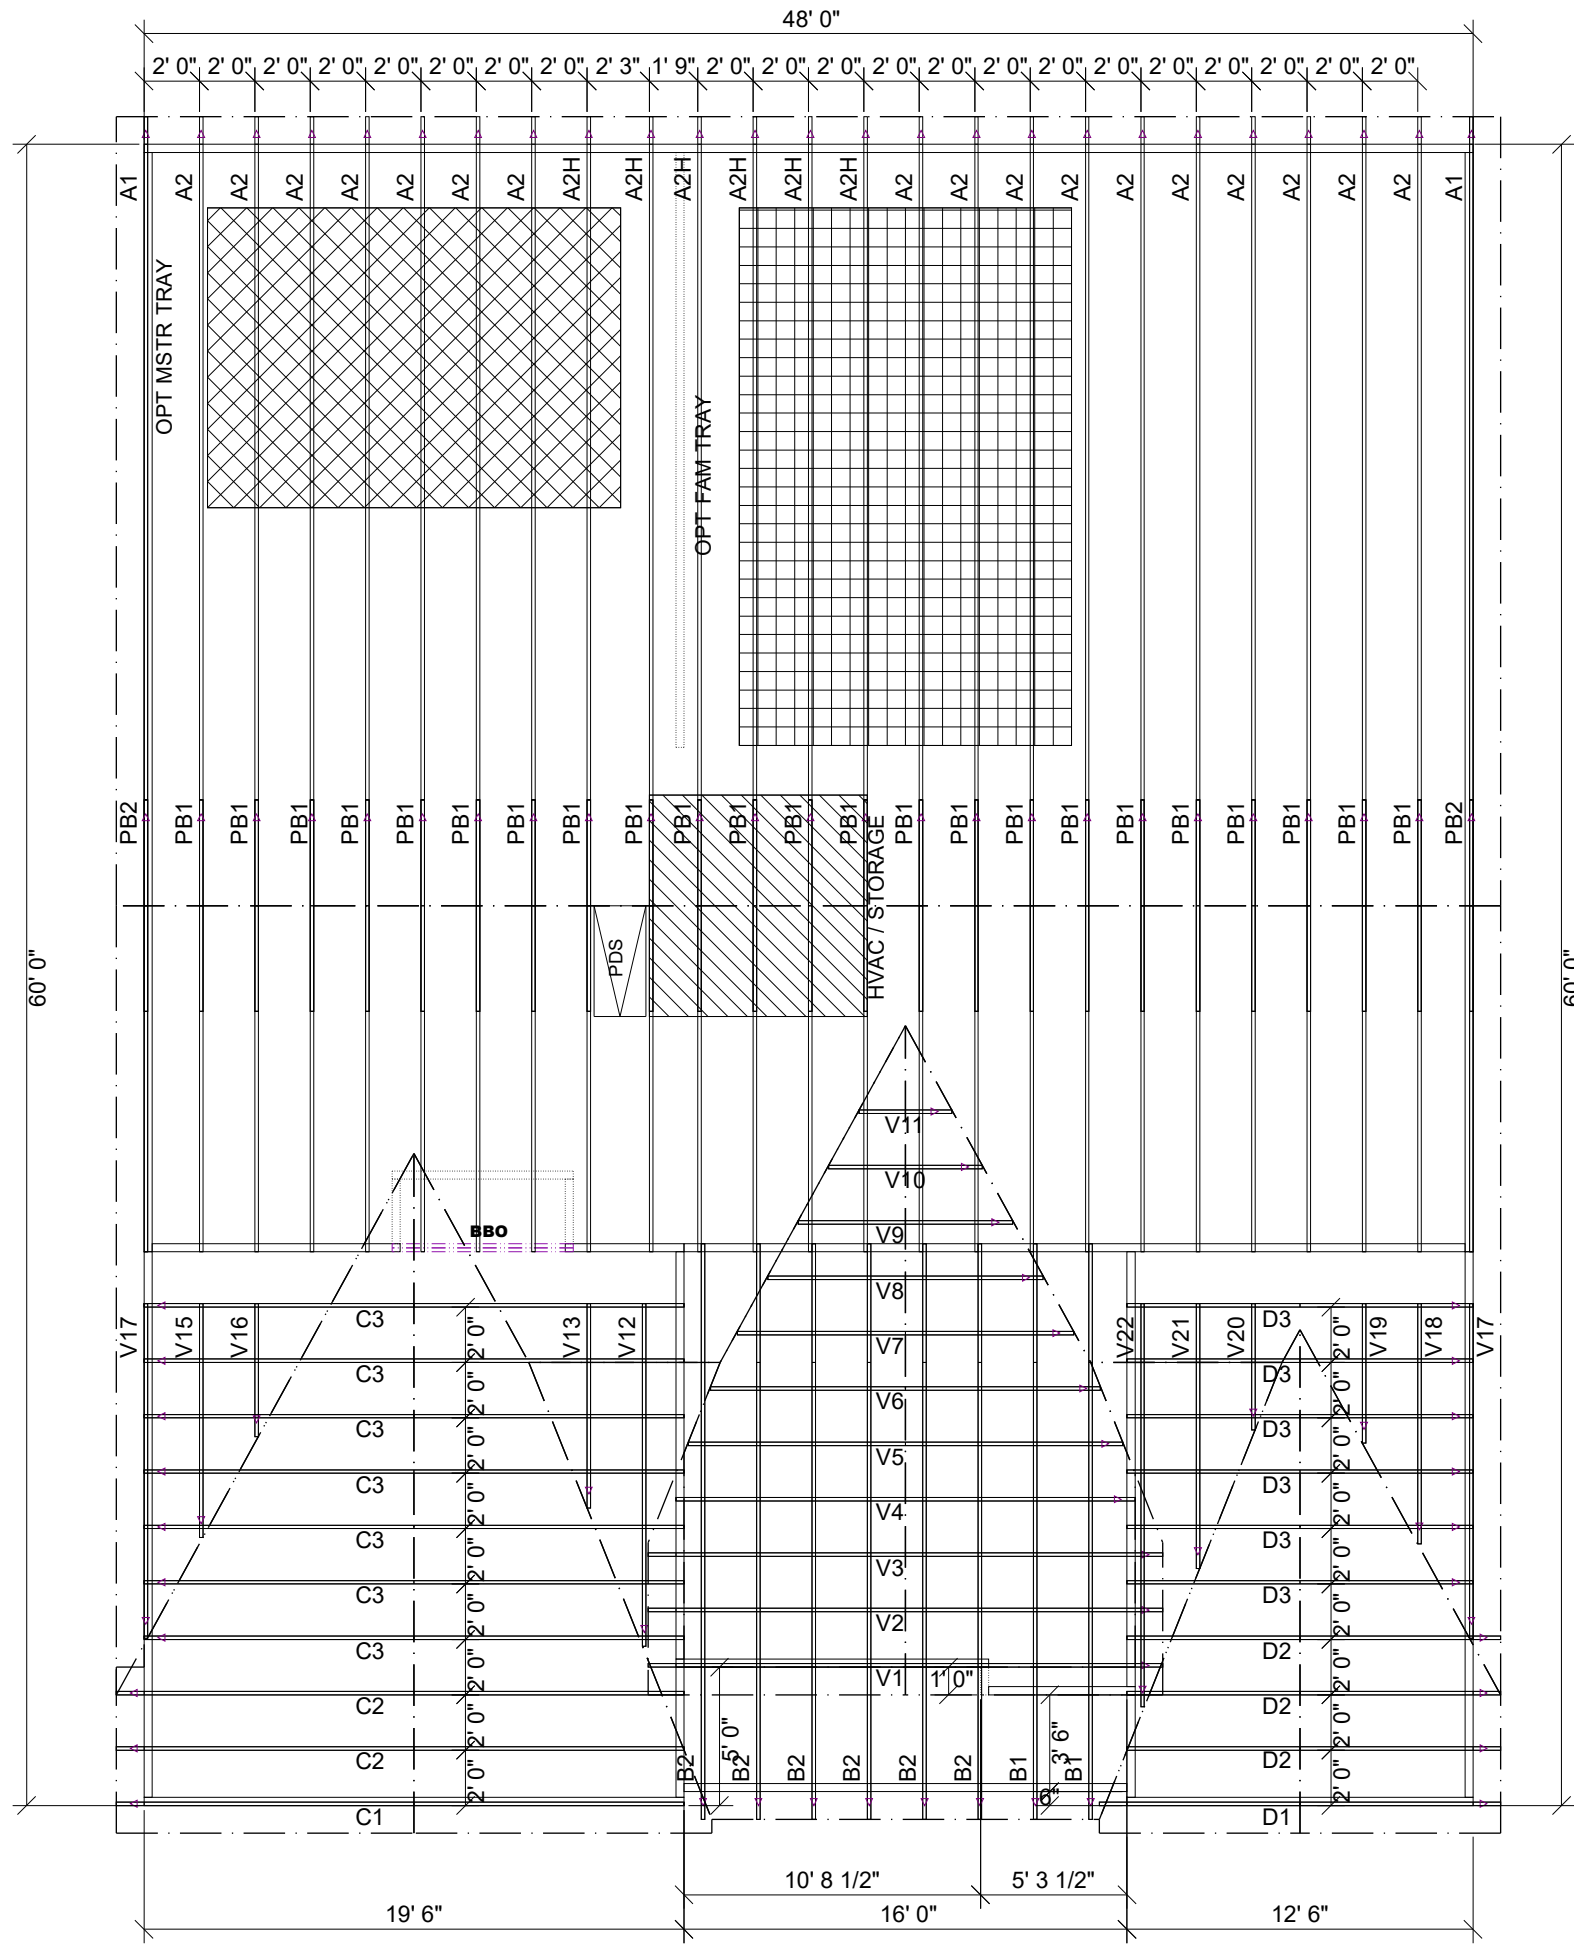 48' 0"
2' 0" 2' 0" 2' 0" 2' 0" 2' 0" 2' 0" 2' 0" 2' 0" 2' 3" 1' 9" 2' 0" 2' 0" 2' 0" 2' 0" 2' 0" 2' 0" 2' 0" 2' 0" 2' 0" 2' 0" 2' 0" 2' 0" 2' 0"
A1 A2 A2 A2 A2 A2 A2 A2 A2H A2H A2H A2H A2H A2H A2 A2 A2 A2 A2 A2 A2 A2 A2 A2 A1
OPT MSTR TRAY
OPT FAM TRAY
PB2 PB1 PB1 PB1 PB1 PB1 PB1 PB1 PB1 PB1 PB1 PB1 PB1 PB1 PB1 PB1 PB1 PB1 PB1 PB1 PB1 PB1 PB1 PB1 PB2
HVAC / STORAGE
PDS
60' 0"
60' 0"
V11
V10
BBO
V9
V8
V17 V15 V16 C3 2' 0" V13 V12
V7
V22 V21 V20 D3 2' 0" V19 V18 V17
C3 2' 0" V6 D3 2' 0"
C3 2' 0" V5 D3 2' 0"
C3 2' 0" V4 D3 2' 0"
C3 2' 0" V3 D3 2' 0"
C3 2' 0" V2 D3 2' 0"
C3 2' 0" V1 1' 0" D2 2' 0"
C2 2' 0" 5' 0" 3' 6" D2 2' 0"
C2 2' 0" B2 B2 B2 B2 B2 B2 B1 B1 D2 2' 0"
6"
C1 D1
10' 8 1/2" 5' 3 1/2"
19' 6" 16' 0" 12' 6"